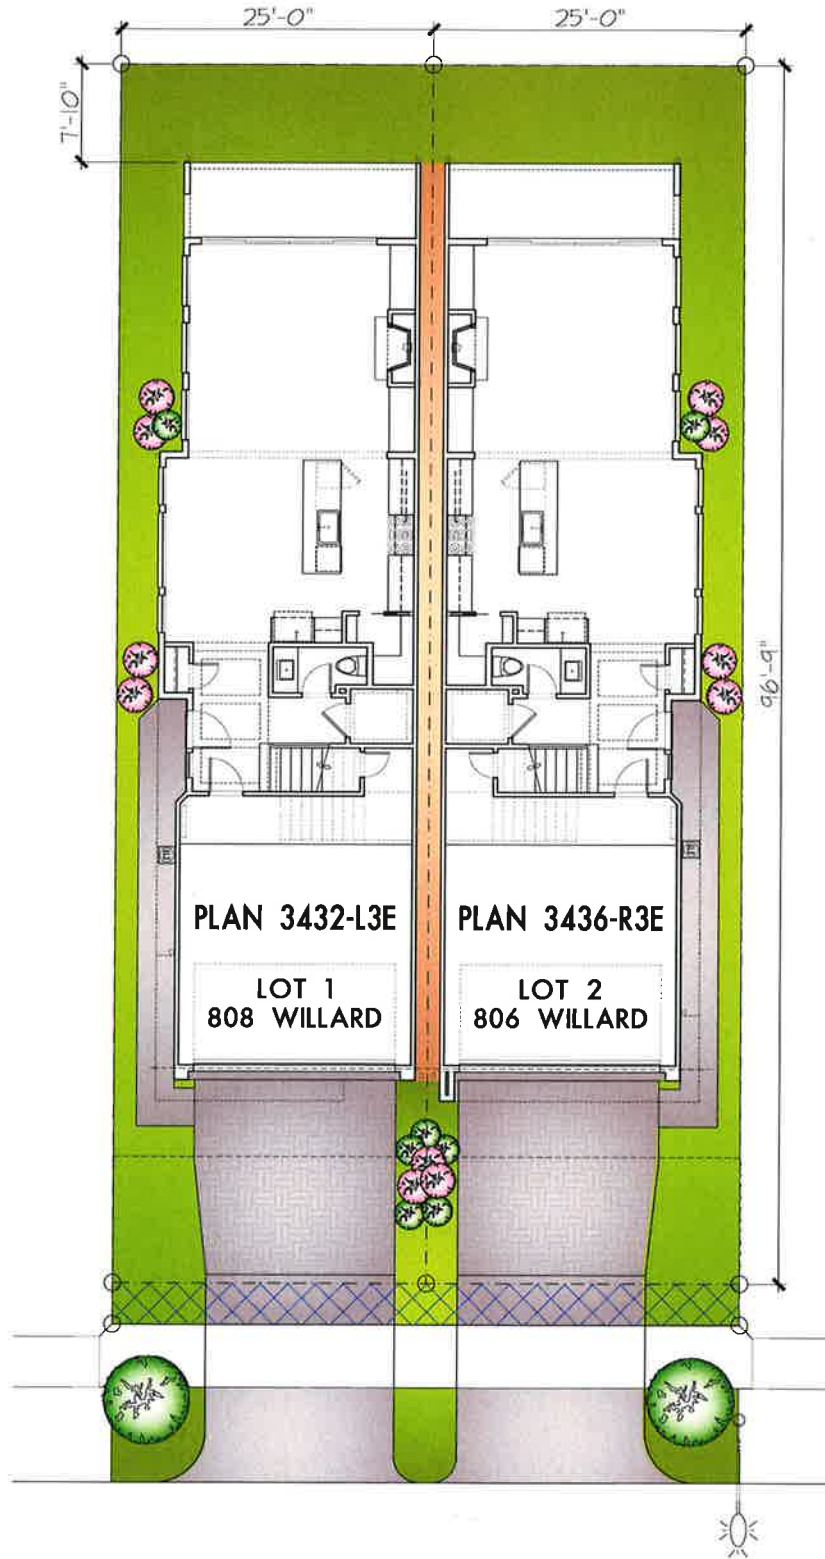 25'-0"
25'-0"
7'-10"
96'-9"
PLAN 3432-L3E
PLAN 3436-R3E
LOT 1
808 WILLARD
LOT 2
806 WILLARD